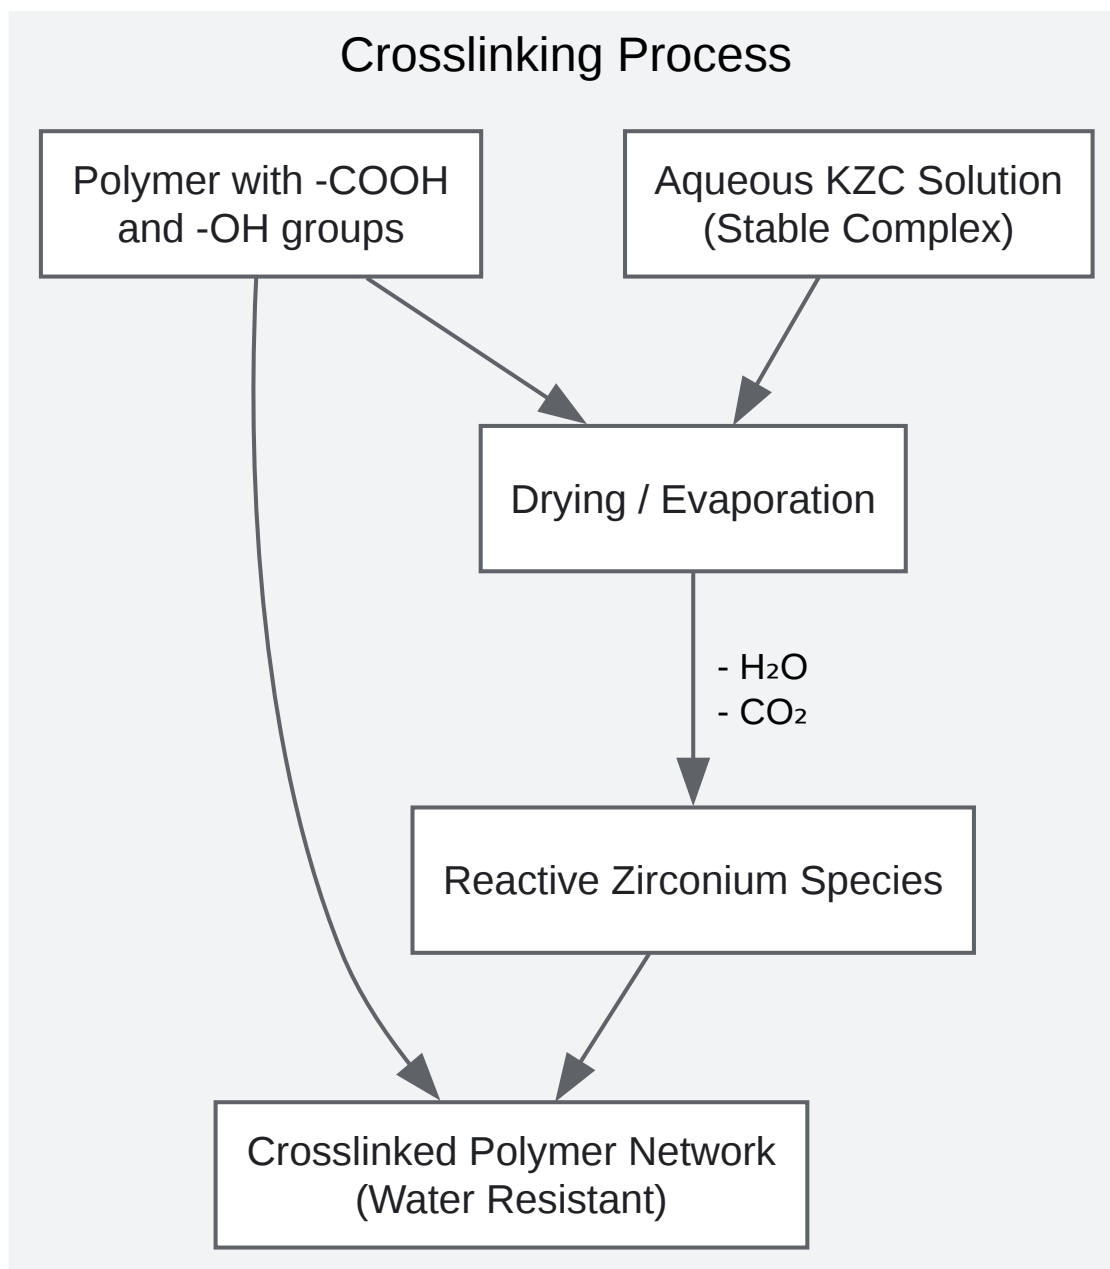 Crosslinking Process
Polymer with -COOH
and -OH groups
Aqueous KZC Solution
(Stable Complex)
Drying / Evaporation
- H₂O
- CO₂
Reactive Zirconium Species
Crosslinked Polymer Network
(Water Resistant)